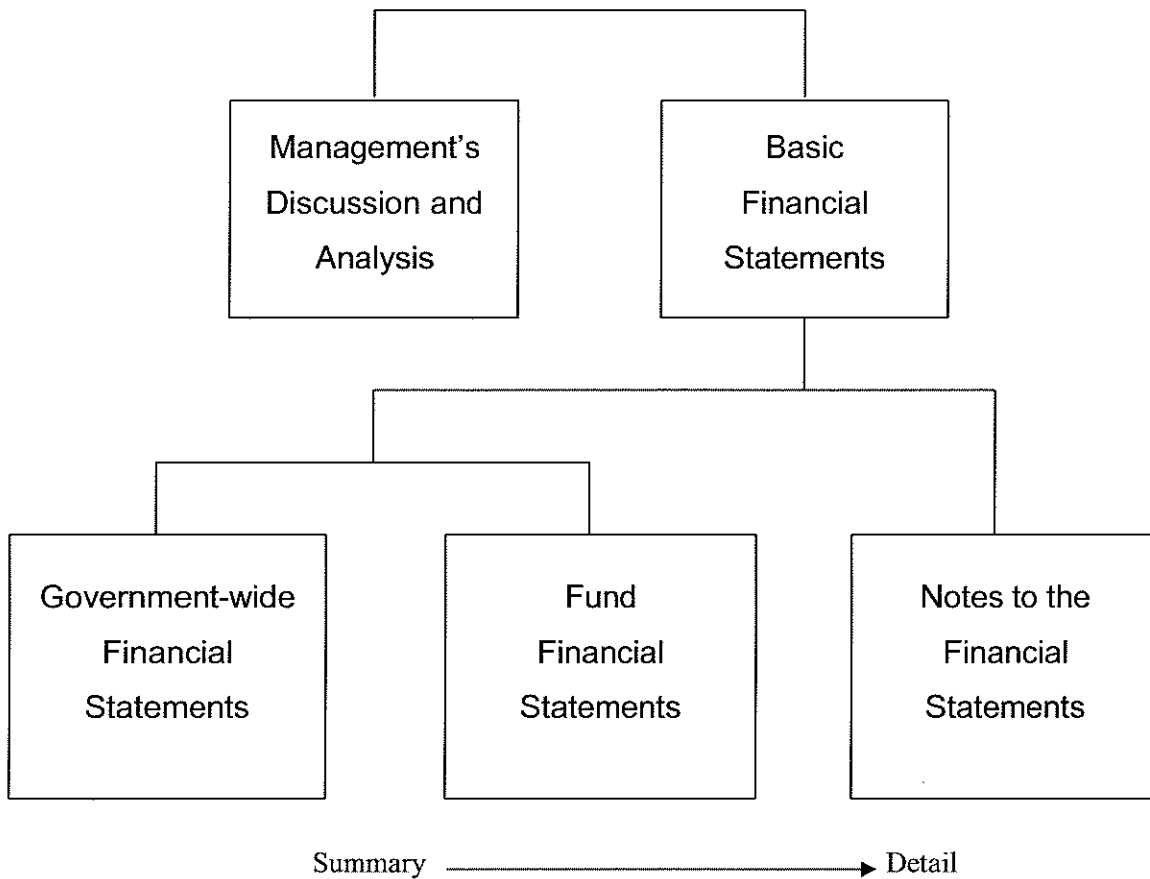 Management's
Discussion and
Analysis
Basic
Financial
Statements
Government-wide
Financial
Statements
Fund
Financial
Statements
Notes to the
Financial
Statements
Summary
Detail